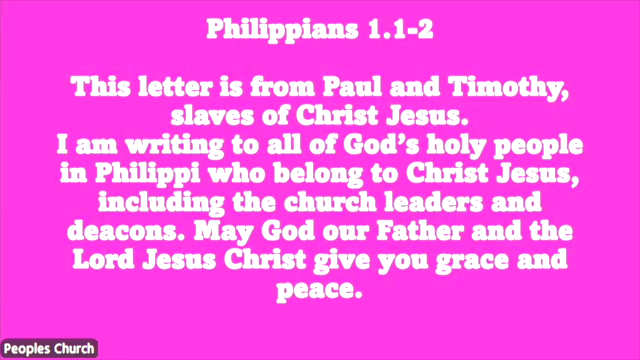 Philippians 1.1-2
This letter is from Paul and Timothy,
slaves of Christ Jesus.
I am writing to all of God’s holy people
in Philippi who belong to Christ Jesus,
including the church leaders and
deacons. May God our Father and the
Lord Jesus Christ give you grace and
peace.
Peoples Church